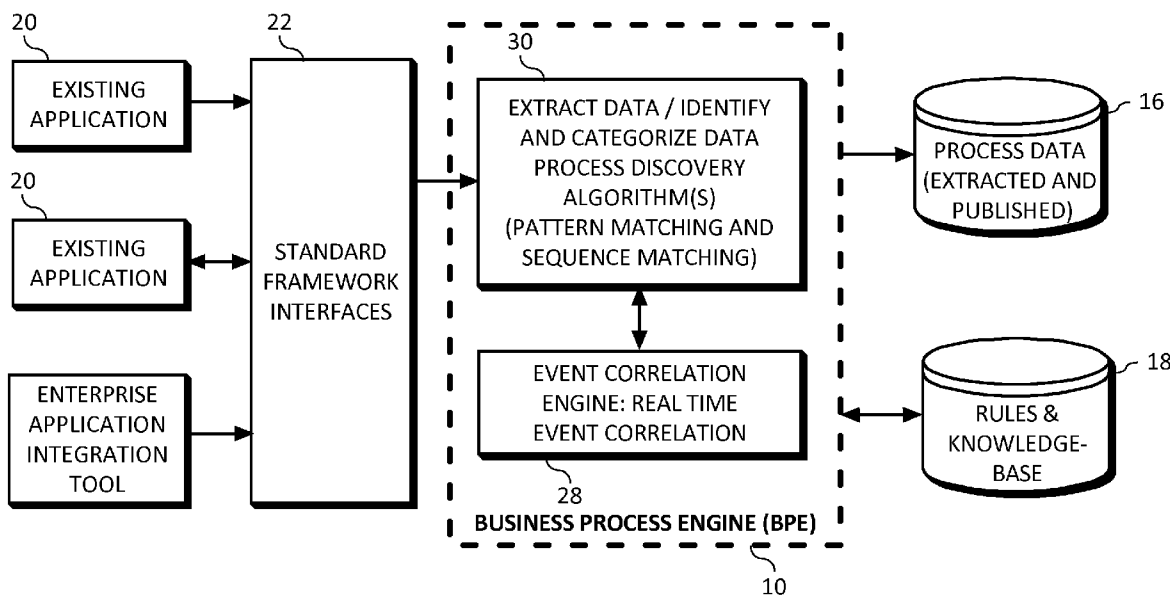 20
EXISTING
APPLICATION
20
EXISTING
APPLICATION
ENTERPRISE
APPLICATION
INTEGRATION
TOOL
22
STANDARD
FRAMEWORK
INTERFACES
30
EXTRACT DATA / IDENTIFY
AND CATEGORIZE DATA
PROCESS DISCOVERY
ALGORITHM(S)
(PATTERN MATCHING AND
SEQUENCE MATCHING)
EVENT CORRELATION
ENGINE: REAL TIME
EVENT CORRELATION
28
BUSINESS PROCESS ENGINE (BPE)
10
16
PROCESS DATA
(EXTRACTED AND
PUBLISHED)
18
RULES &
KNOWLEDGE-
BASE